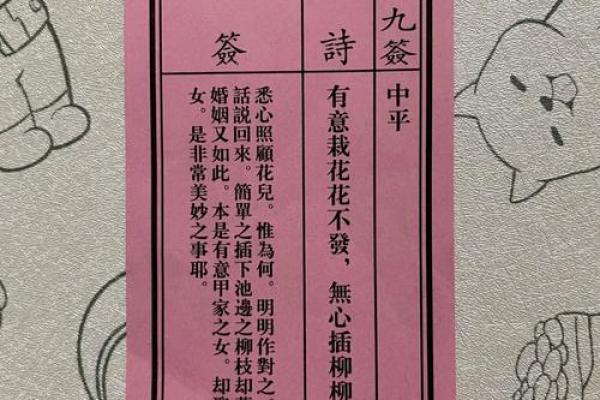 九簽
中平
詩
有意栽花花不發，無心插柳柳
簽
悉心照顧花兒。惟為何。明明作對之
話說回來。簡單之插下池邊之柳枝却
婚姻又如此。本是有意甲家之女。却
女。是非常美妙之事耶。